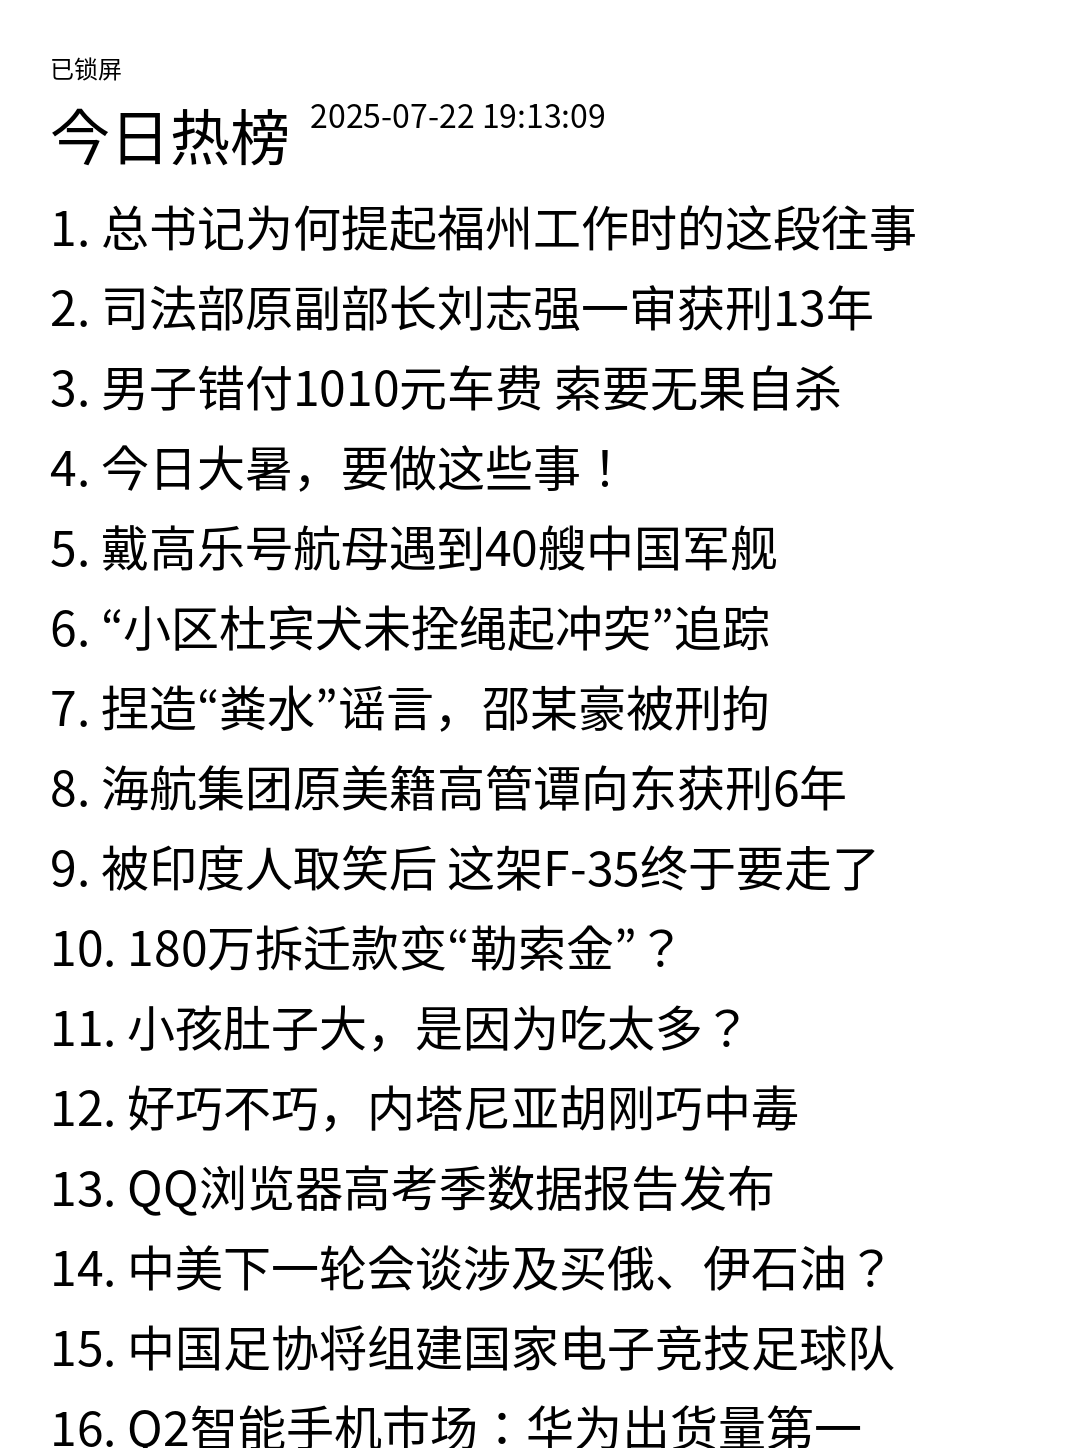 已锁屏
今日热榜 2025-07-22 19:13:09
1. 总书记为何提起福州工作时的这段往事
2. 司法部原副部长刘志强一审获刑13年
3. 男子错付1010元车费 索要无果自杀
4. 今日大暑，要做这些事！
5. 戴高乐号航母遇到40艘中国军舰
6. “小区杜宾犬未拴绳起冲突”追踪
7. 捏造“粪水”谣言，邵某豪被刑拘
8. 海航集团原美籍高管谭向东获刑6年
9. 被印度人取笑后 这架F-35终于要走了
10. 180万拆迁款变“勒索金”？
11. 小孩肚子大，是因为吃太多？
12. 好巧不巧，内塔尼亚胡刚巧中毒
13. QQ浏览器高考季数据报告发布
14. 中美下一轮会谈涉及买俄、伊石油？
15. 中国足协将组建国家电子竞技足球队
16. Q2智能手机市场：华为出货量第一